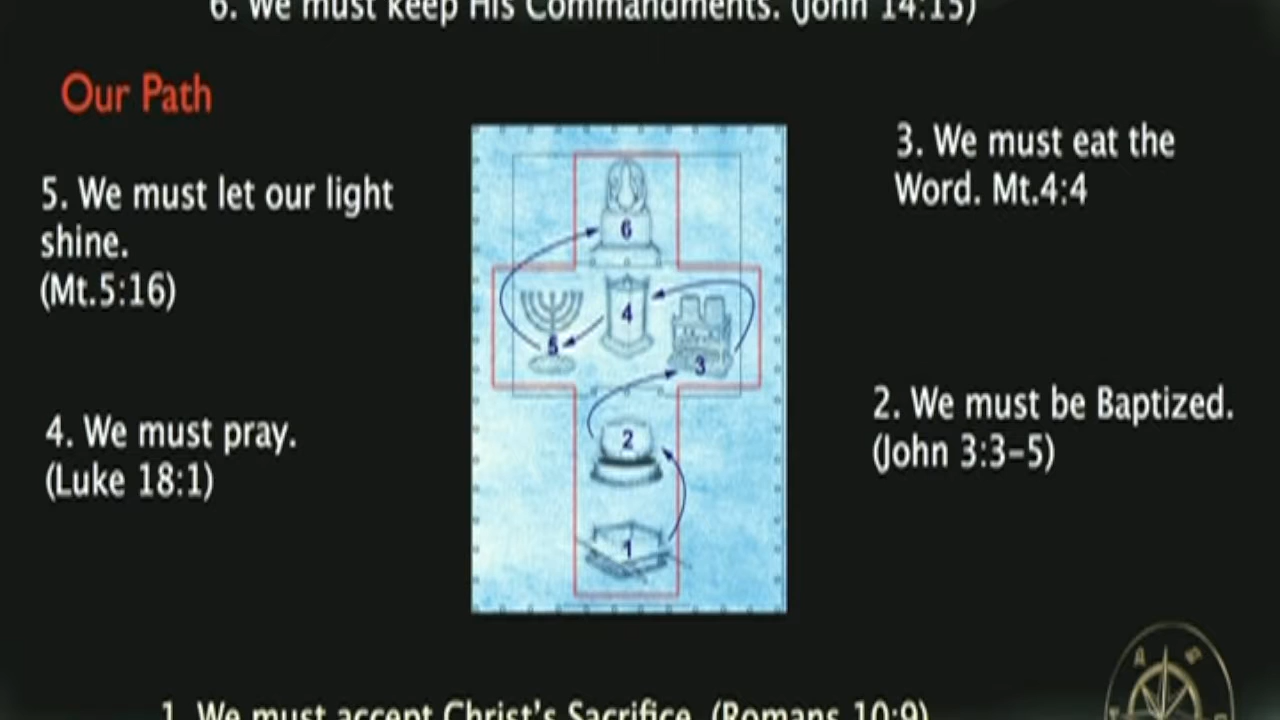 6. We must keep His Commandments. (John 14:15)
Our Path
5. We must let our light
shine.
(Mt.5:16)
4. We must pray.
(Luke 18:1)
6
4
5
3
2
1
3. We must eat the
Word. Mt.4:4
2. We must be Baptized.
(John 3:3-5)
1. We must accept Christ's Sacrifice. (Romans 10:9)